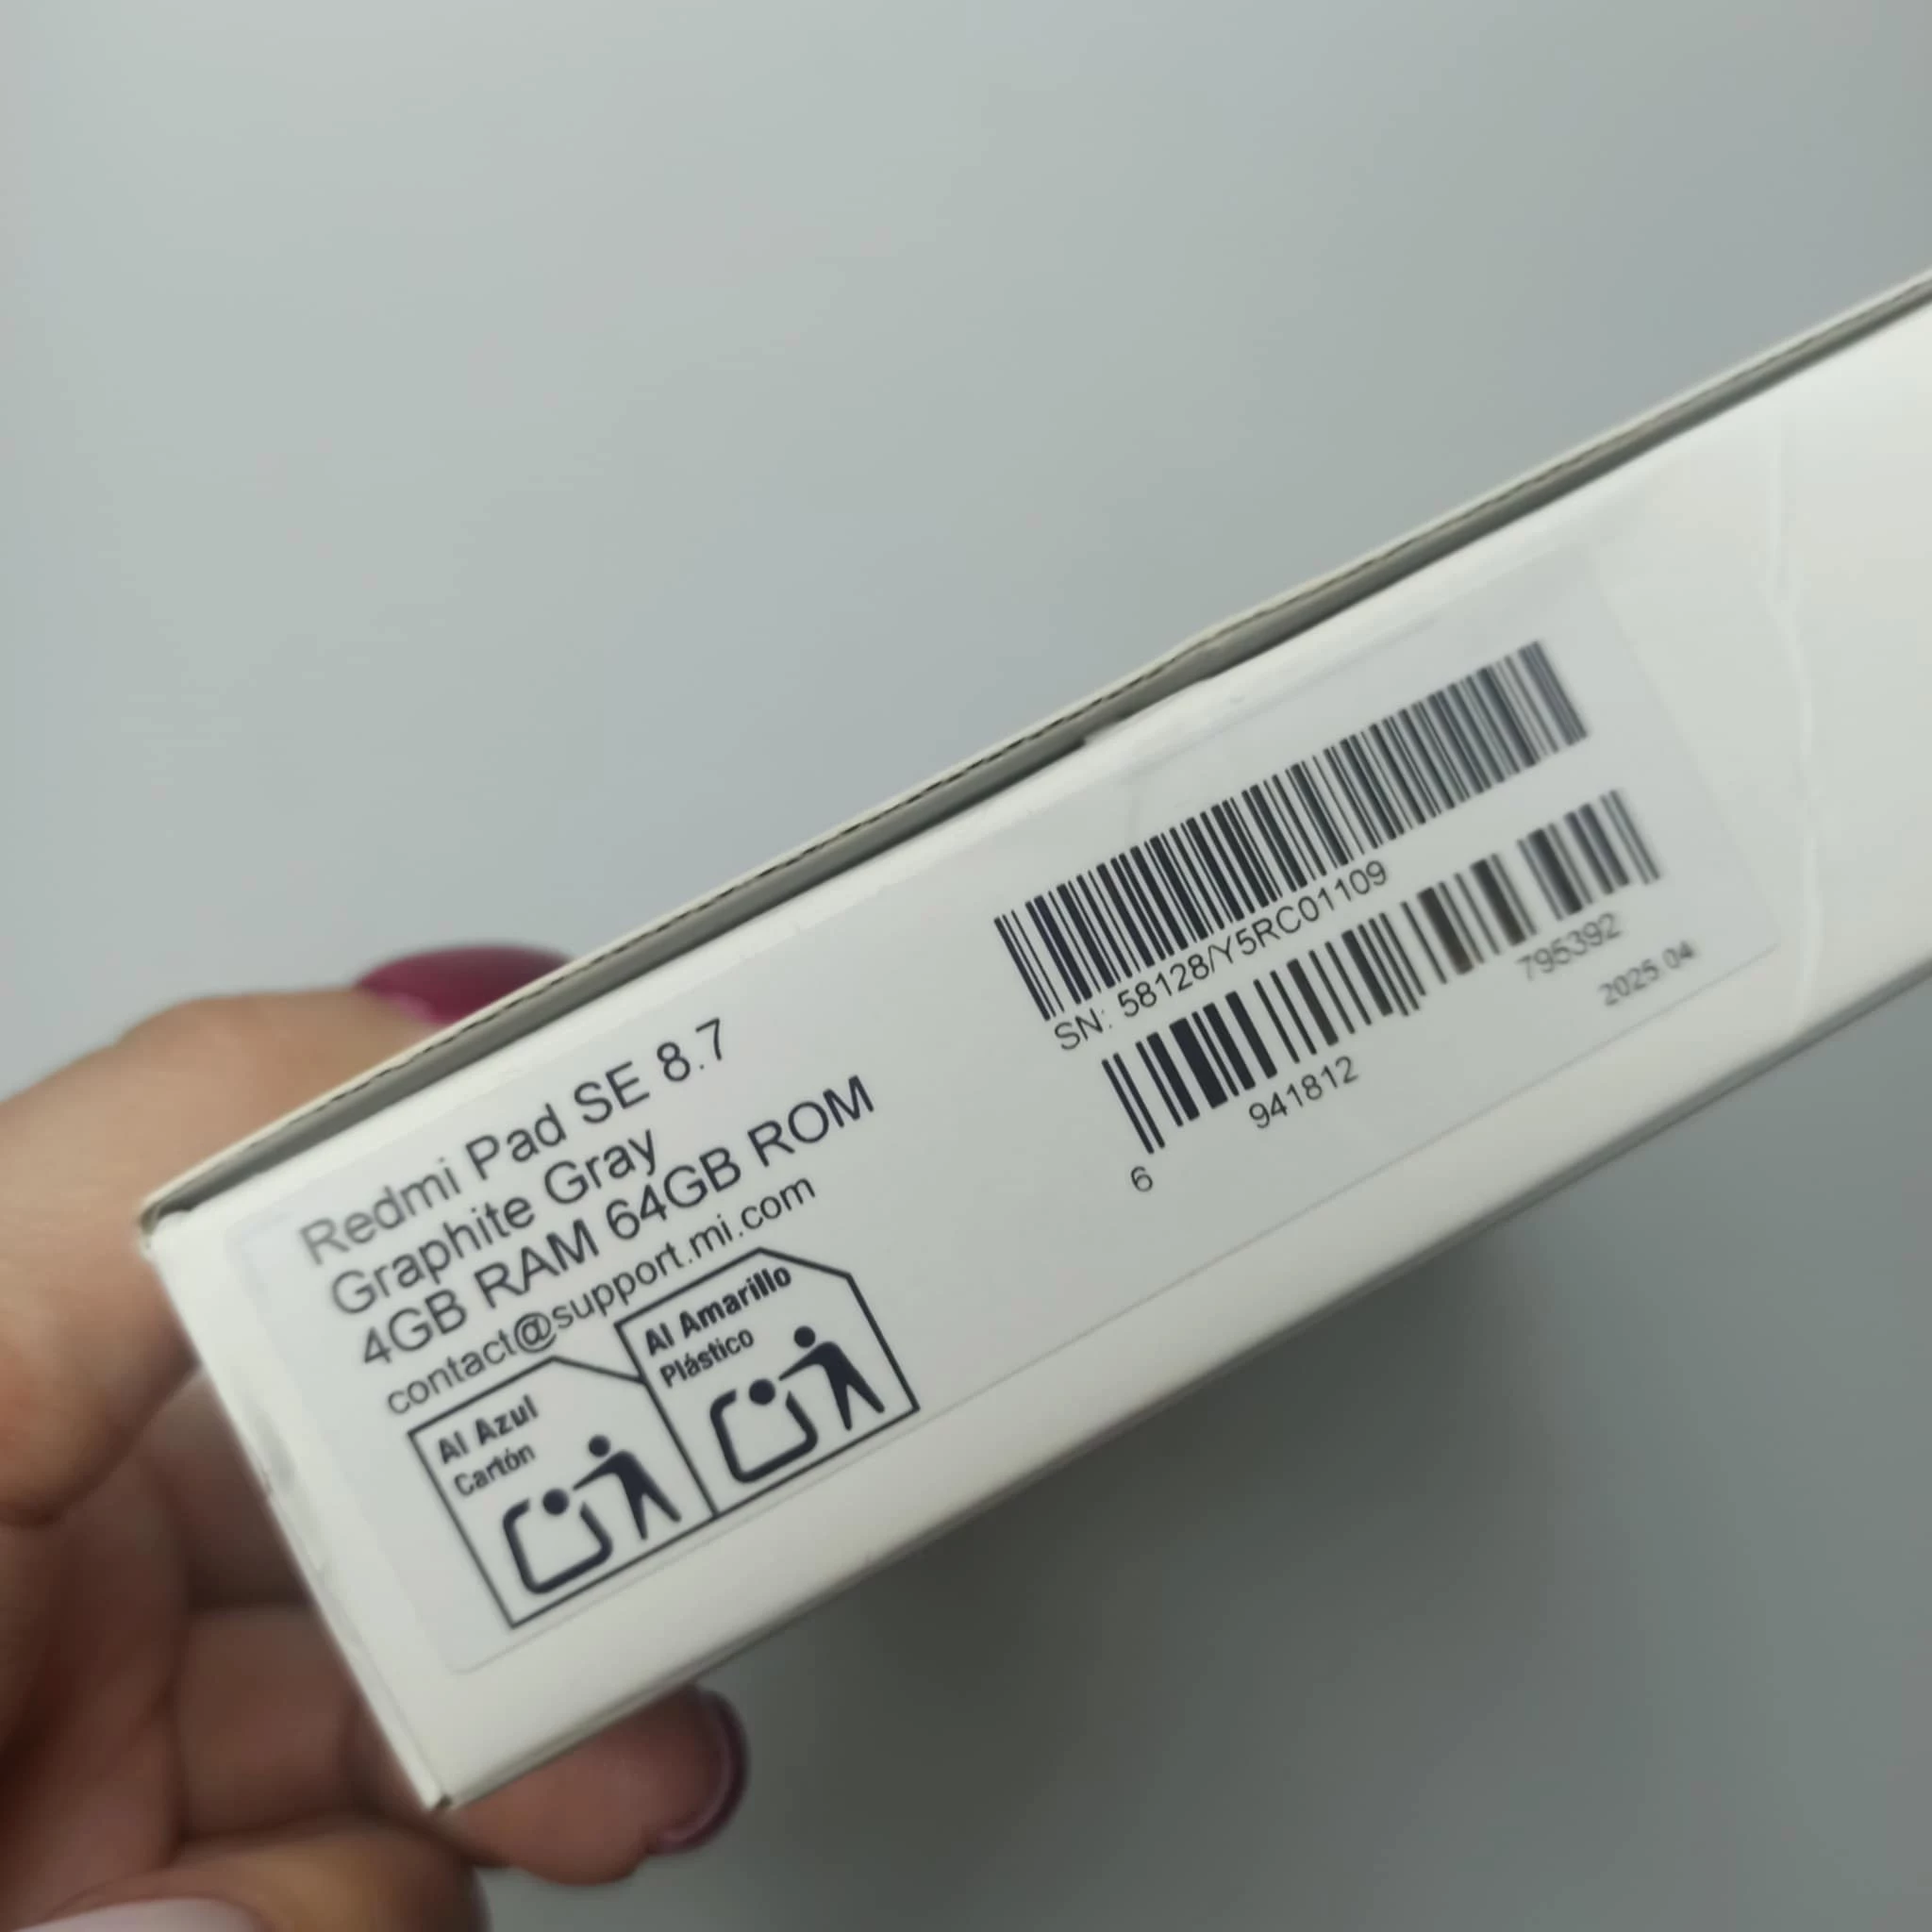 Redmi Pad SE 8.7
Graphite Gray
4GB RAM 64GB ROM
contact@support.mi.com
Al Azul
Cartón
Al Amarillo
Plástico
SN: 58128/Y5RC01109
6 941812 795392
2025.04